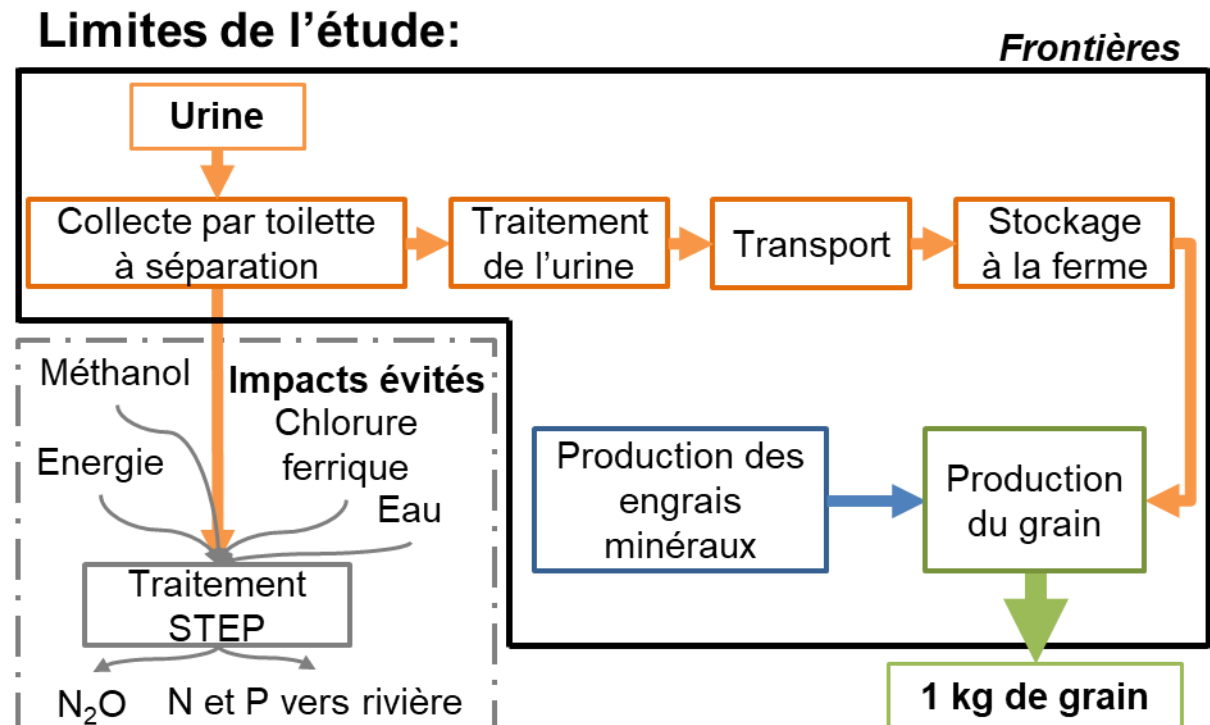 Limites de l’étude:
Frontières
Urine
Collecte par toilette
à séparation
Traitement
de l’urine
Transport
Stockage
à la ferme
Méthanol
Impacts évités
Chlorure
ferrique
Energie
Eau
Traitement
STEP
N₂O
N et P vers rivière
Production des
engrais
minéraux
Production
du grain
1 kg de grain